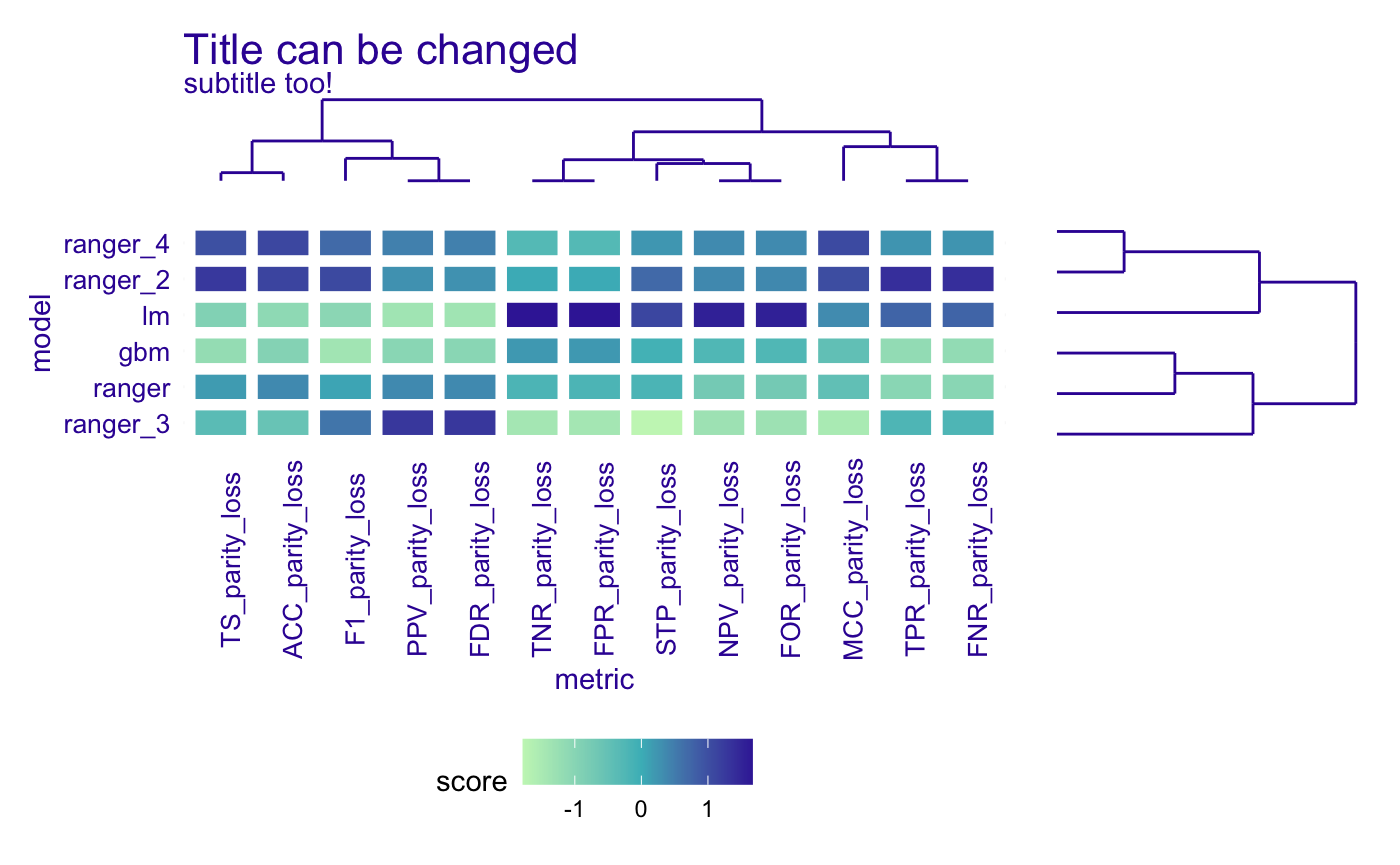 Title can be changed
subtitle too!
model
ranger_4
ranger_2
lm
gbm
ranger
ranger_3
TS_parity_loss
ACC_parity_loss
F1_parity_loss
PPV_parity_loss
FDR_parity_loss
TNR_parity_loss
FPR_parity_loss
STP_parity_loss
NPV_parity_loss
FOR_parity_loss
MCC_parity_loss
TPR_parity_loss
FNR_parity_loss
metric
score
-1 0 1